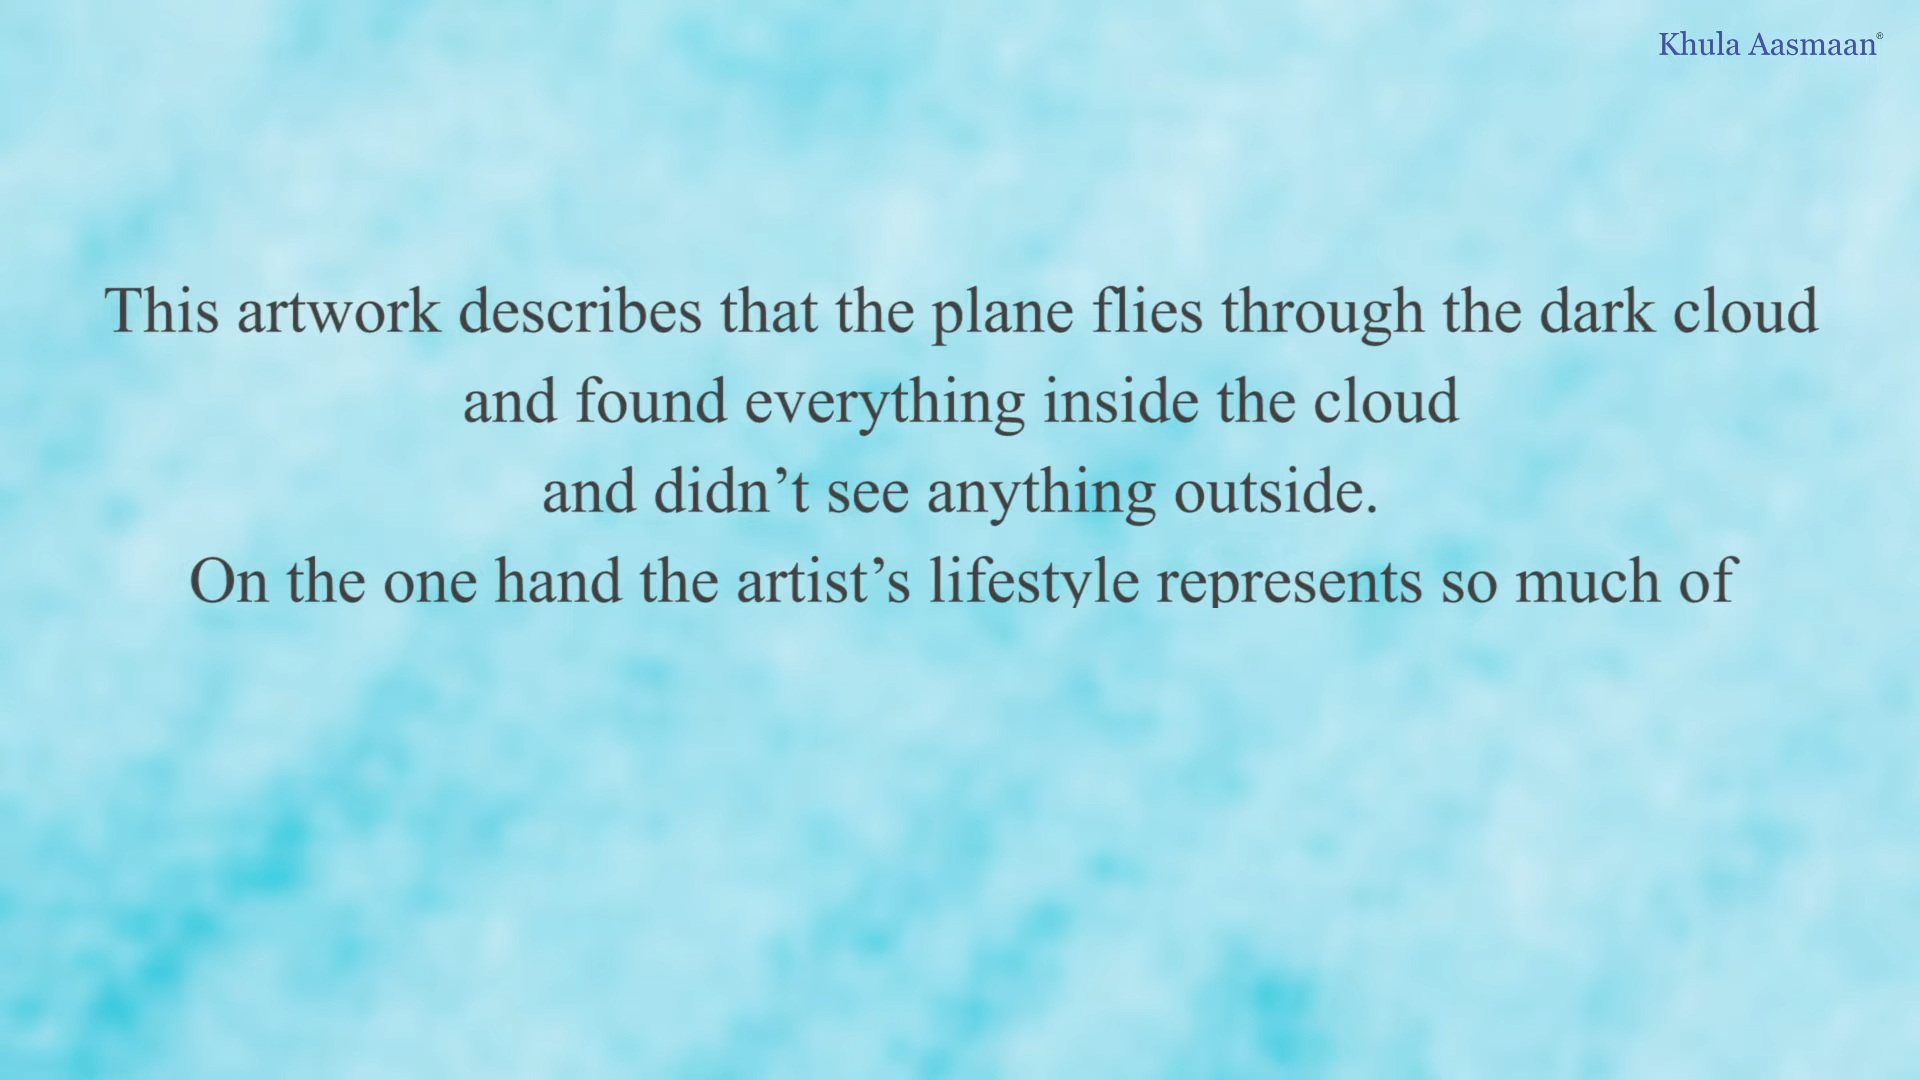 Khula Aasmaan®
This artwork describes that the plane flies through the dark cloud
and found everything inside the cloud
and didn’t see anything outside.
On the one hand the artist’s lifestyle represents so much of